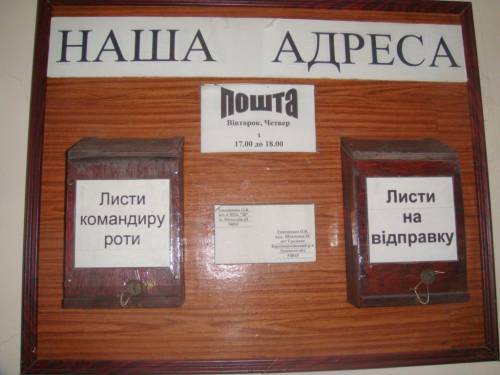 НАША АДРЕСА
ПОШТА
Вівторок, Четвер
з
17.00 до 18.00
Листи
командиру
роти
Листи
на
відправку